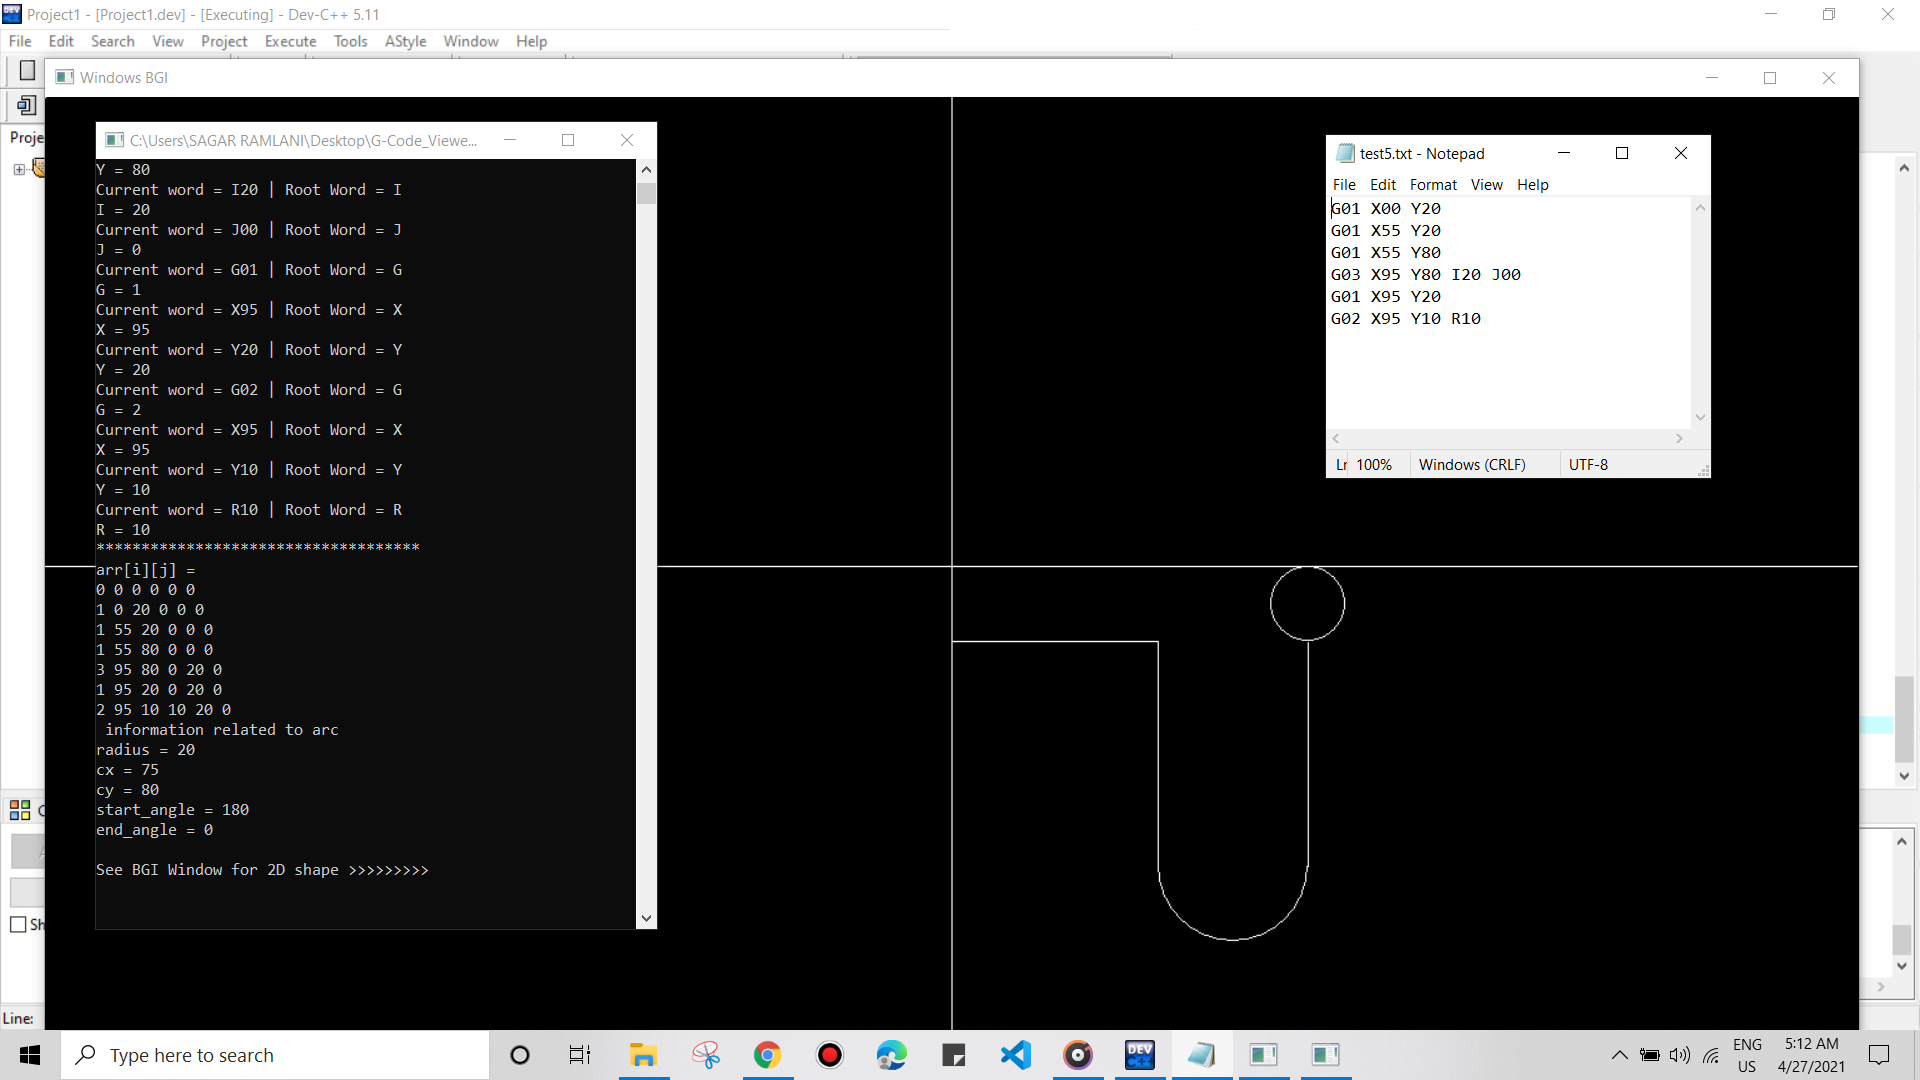 Project1 - [Project1.dev] - [Executing] - Dev-C++ 5.11
File Edit Search View Project Execute Tools AStyle Window Help
Windows BGI
Proje
C:\Users\SAGAR RAMLANI\Desktop\G-Code_Viewe...
Y = 80
Current word = I20 | Root Word = I
I = 20
Current word = J00 | Root Word = J
J = 0
Current word = G01 | Root Word = G
G = 1
Current word = X95 | Root Word = X
X = 95
Current word = Y20 | Root Word = Y
Y = 20
Current word = G02 | Root Word = G
G = 2
Current word = X95 | Root Word = X
X = 95
Current word = Y10 | Root Word = Y
Y = 10
Current word = R10 | Root Word = R
R = 10
************************************
arr[i][j] =
0 0 0 0 0 0
1 0 20 0 0 0
1 55 20 0 0 0
1 55 80 0 0 0
3 95 80 0 20 0
1 95 20 0 20 0
2 95 10 10 20 0
information related to arc
radius = 20
cx = 75
cy = 80
start_angle = 180
end_angle = 0
See BGI Window for 2D shape >>>>>>>>>
test5.txt - Notepad
File Edit Format View Help
G01 X00 Y20
G01 X55 Y20
G01 X55 Y80
G03 X95 Y80 I20 J00
G01 X95 Y20
G02 X95 Y10 R10
Lr 100% Windows (CRLF) UTF-8
Sh
Line:
Type here to search
DEV C++
ENG
US
5:12 AM
4/27/2021